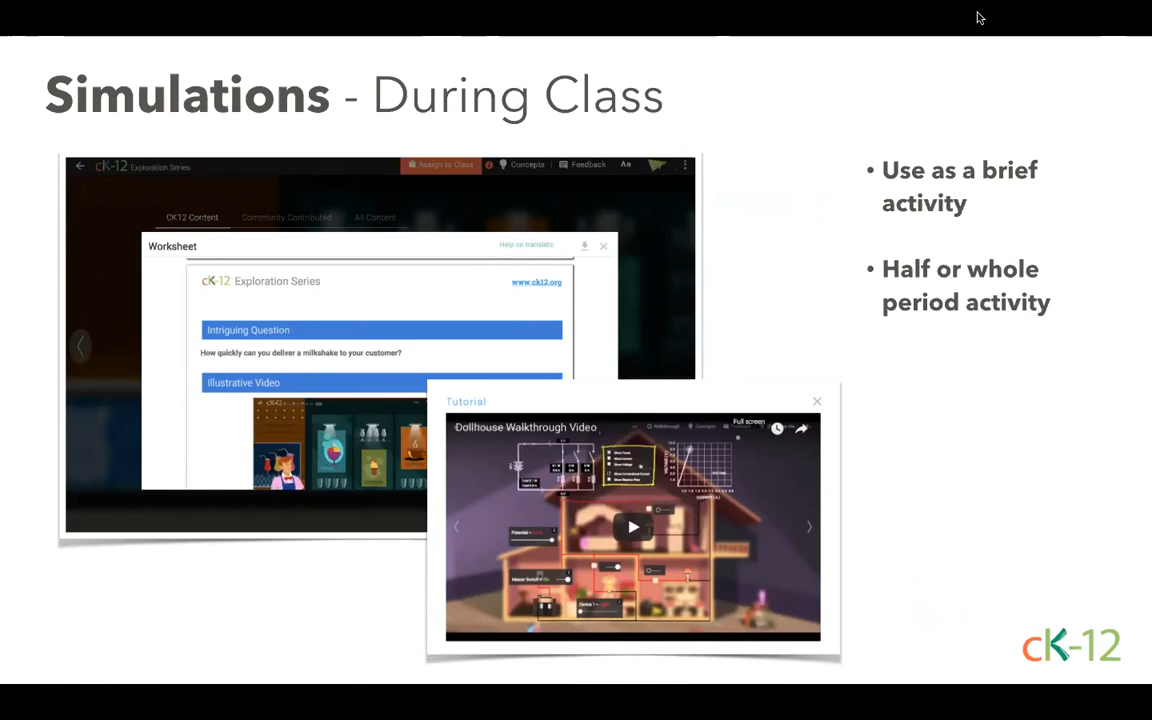 Simulations - During Class
• Use as a brief
activity
• Half or whole
period activity
cK-12 Exploration Series
Assign to Class
Concepts
Feedback
Aa
CK12 Content
Community Contributed
All Content
Worksheet
Help us translate
cK-12 Exploration Series
www.ck12.org
Intriguing Question
How quickly can you deliver a milkshake to your customer?
Illustrative Video
Tutorial
Dollhouse Walkthrough Video
Full screen
cK-12